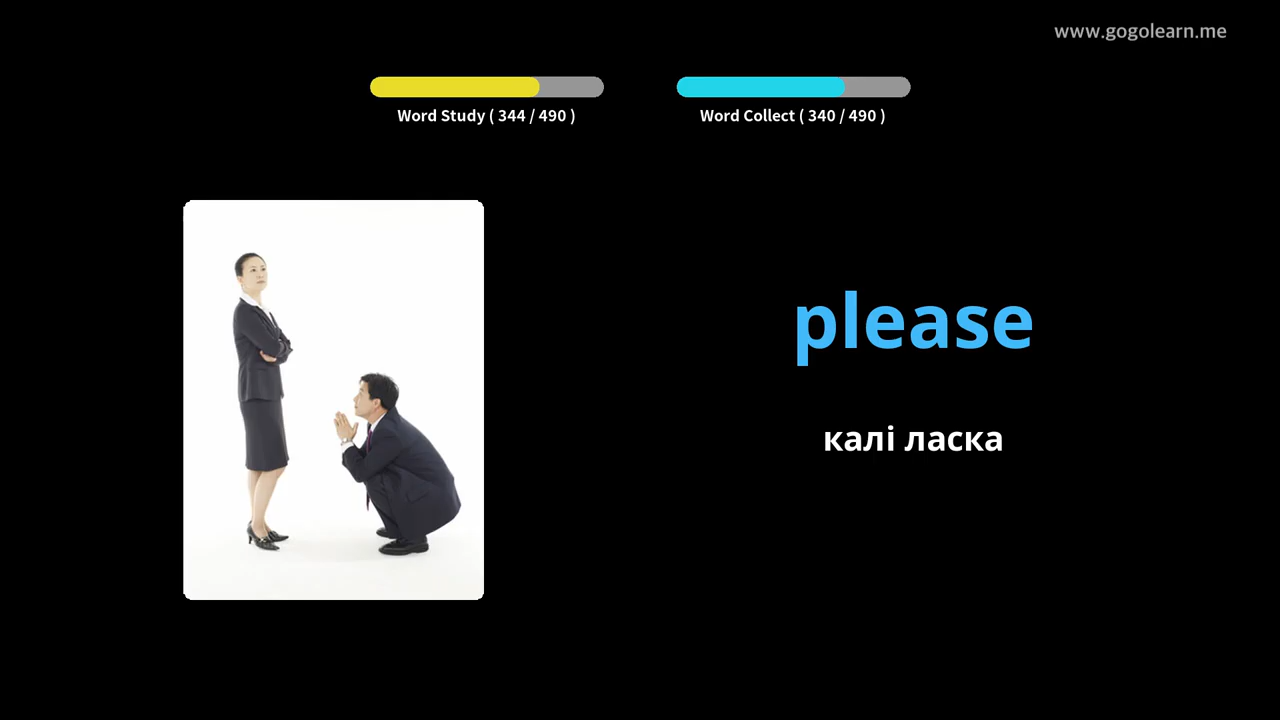 www.gogolearn.me
Word Study ( 344 / 490 )
Word Collect ( 340 / 490 )
please
калі ласка